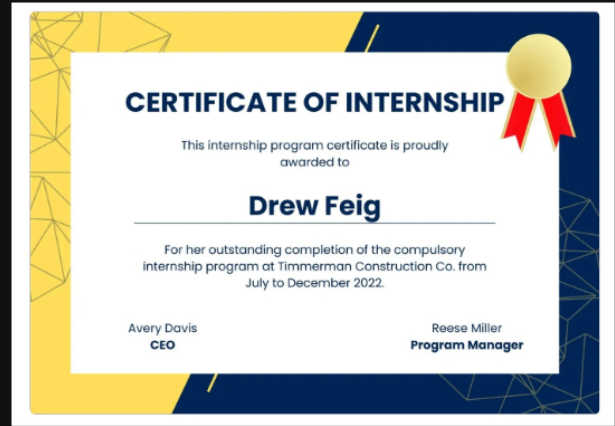 CERTIFICATE OF INTERNSHIP
This internship program certificate is proudly
awarded to
Drew Feig
For her outstanding completion of the compulsory
internship program at Timmerman Construction Co. from
July to December 2022.
Avery Davis
CEO
Reese Miller
Program Manager